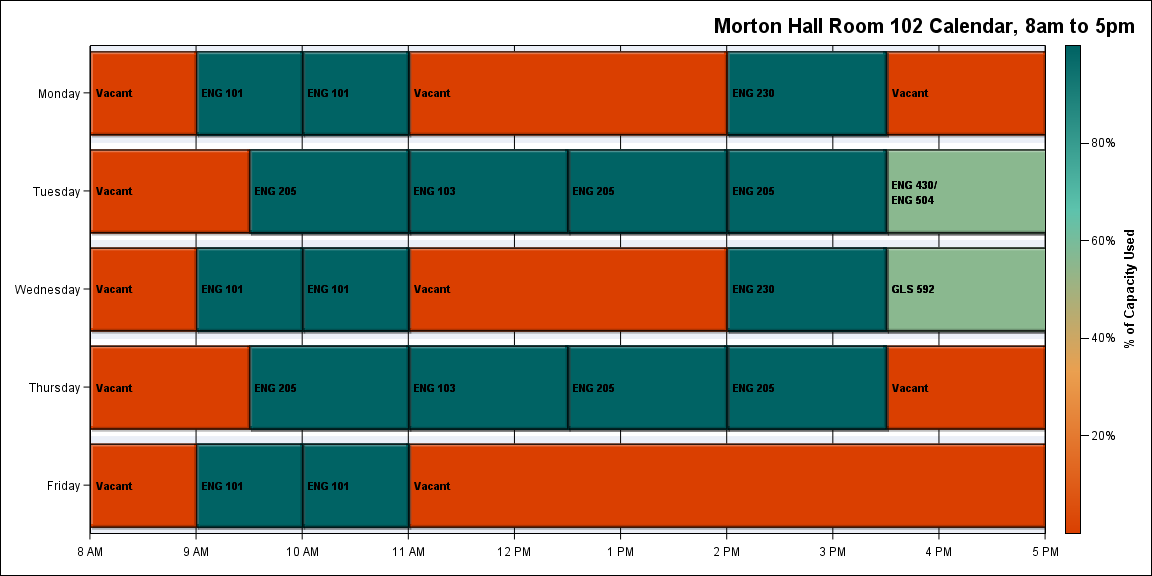 Morton Hall Room 102 Calendar, 8am to 5pm
Monday
Vacant
ENG 101
ENG 101
Vacant
ENG 230
Vacant
Tuesday
Vacant
ENG 205
ENG 103
ENG 205
ENG 205
ENG 430/
ENG 504
Wednesday
Vacant
ENG 101
ENG 101
Vacant
ENG 230
GLS 592
Thursday
Vacant
ENG 205
ENG 103
ENG 205
ENG 205
Vacant
Friday
Vacant
ENG 101
ENG 101
Vacant
8 AM
9 AM
10 AM
11 AM
12 PM
1 PM
2 PM
3 PM
4 PM
5 PM
80%
60%
40%
20%
% of Capacity Used